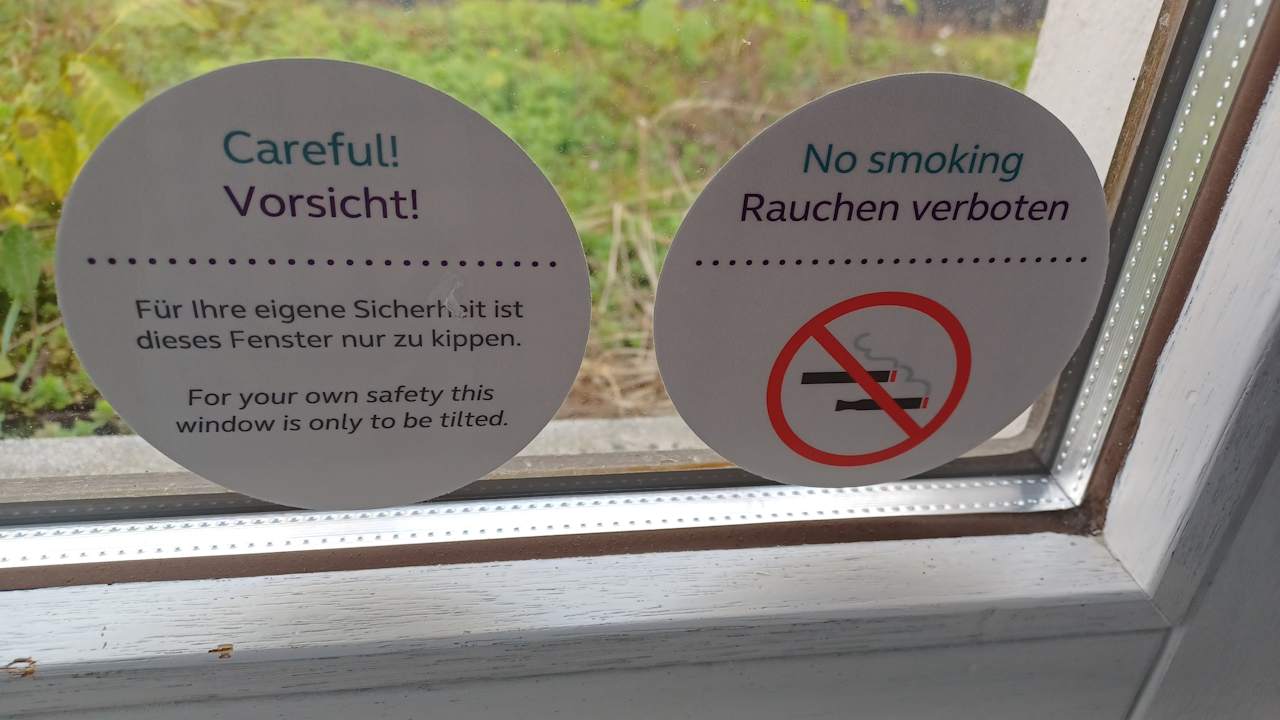 Careful!
Vorsicht!
Für Ihre eigene Sicherheit ist
dieses Fenster nur zu kippen.
For your own safety this
window is only to be tilted.
No smoking
Rauchen verboten